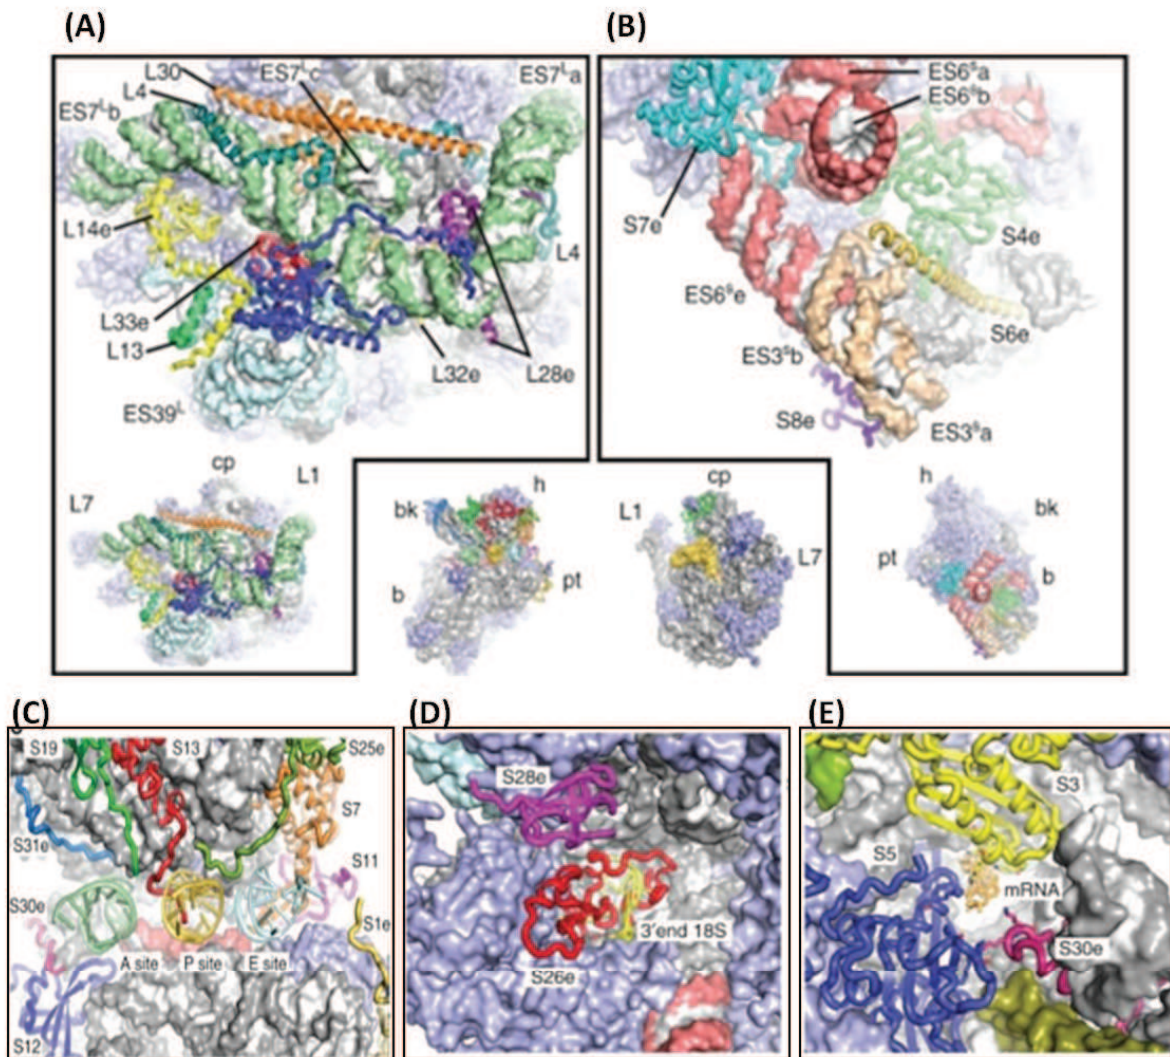 (A)
(B)
L30
ES7ᴸc
ES7ᴸa
L4
ES7ᴸb
L14e
L4
L33e
L13
L32e
L28e
ES39ᴸ
ES6ˢa
ES6ˢb
S7e
S4e
ES6ˢe
S6e
ES3ˢb
S8e
ES3ˢa
cp
L1
L7
h
bk
b
pt
cp
L1
L7
h
bk
pt
b
(C)
(D)
(E)
S19
S13
S25e
S7
S31e
S11
S30e
S1e
A site
P site
E site
S12
S28e
3'end 18S
S26e
S3
S5
mRNA
S30e